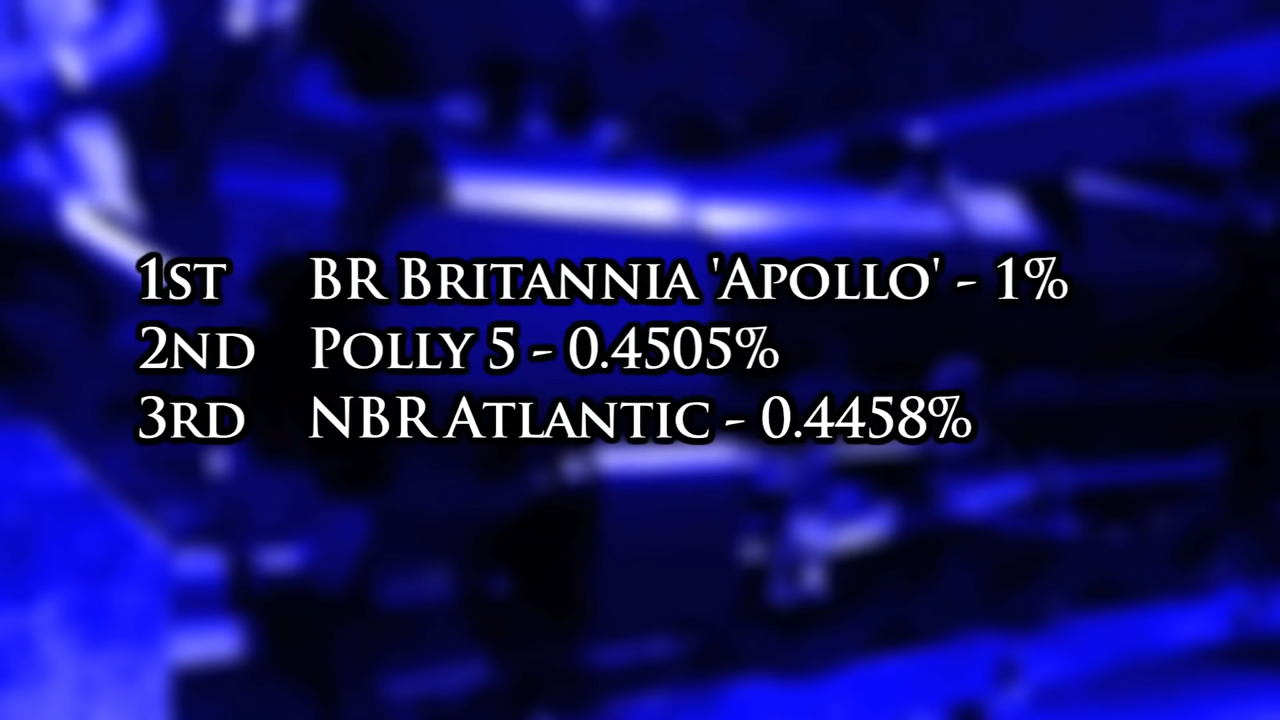 1st BR Britannia 'Apollo' - 1%
2nd Polly 5 - 0.4505%
3rd NBR Atlantic - 0.4458%